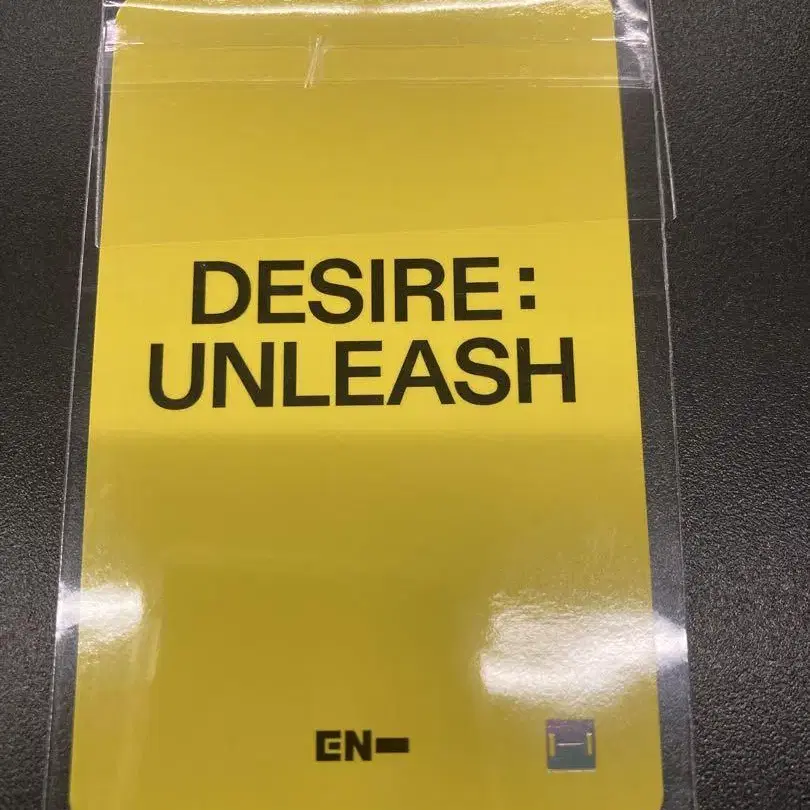 DESIRE :
UNLEASH
EN-